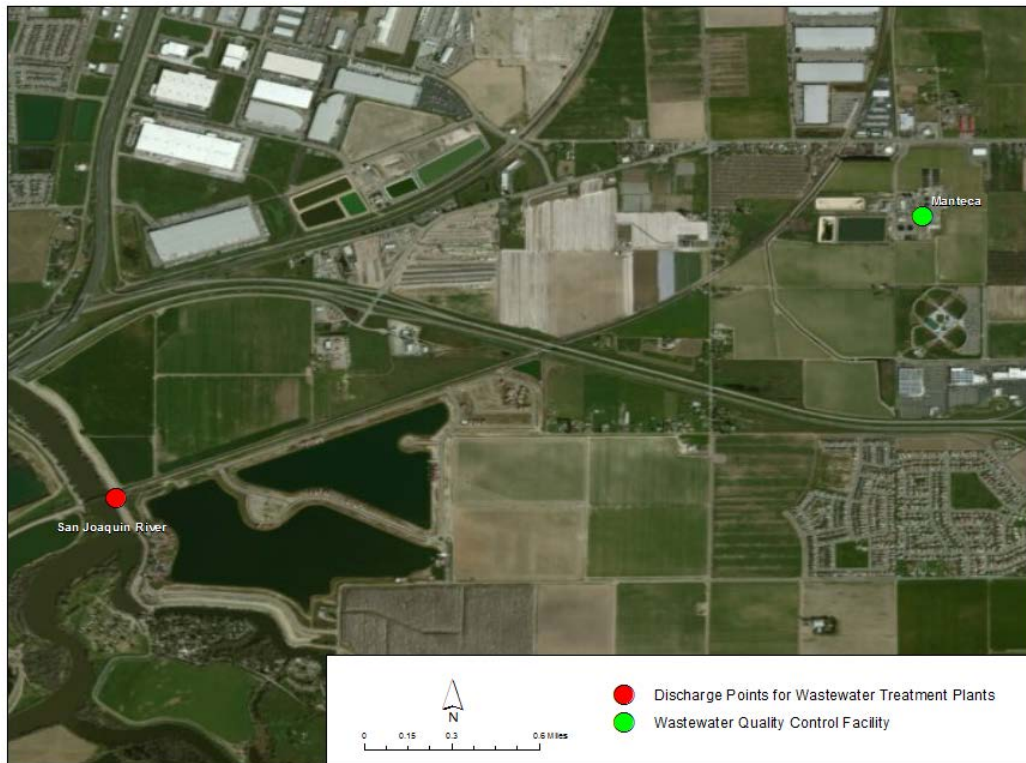 Manteca
San Joaquin River
Discharge Points for Wastewater Treatment Plants
N
Wastewater Quality Control Facility
0 0.15 0.3 0.6 Miles